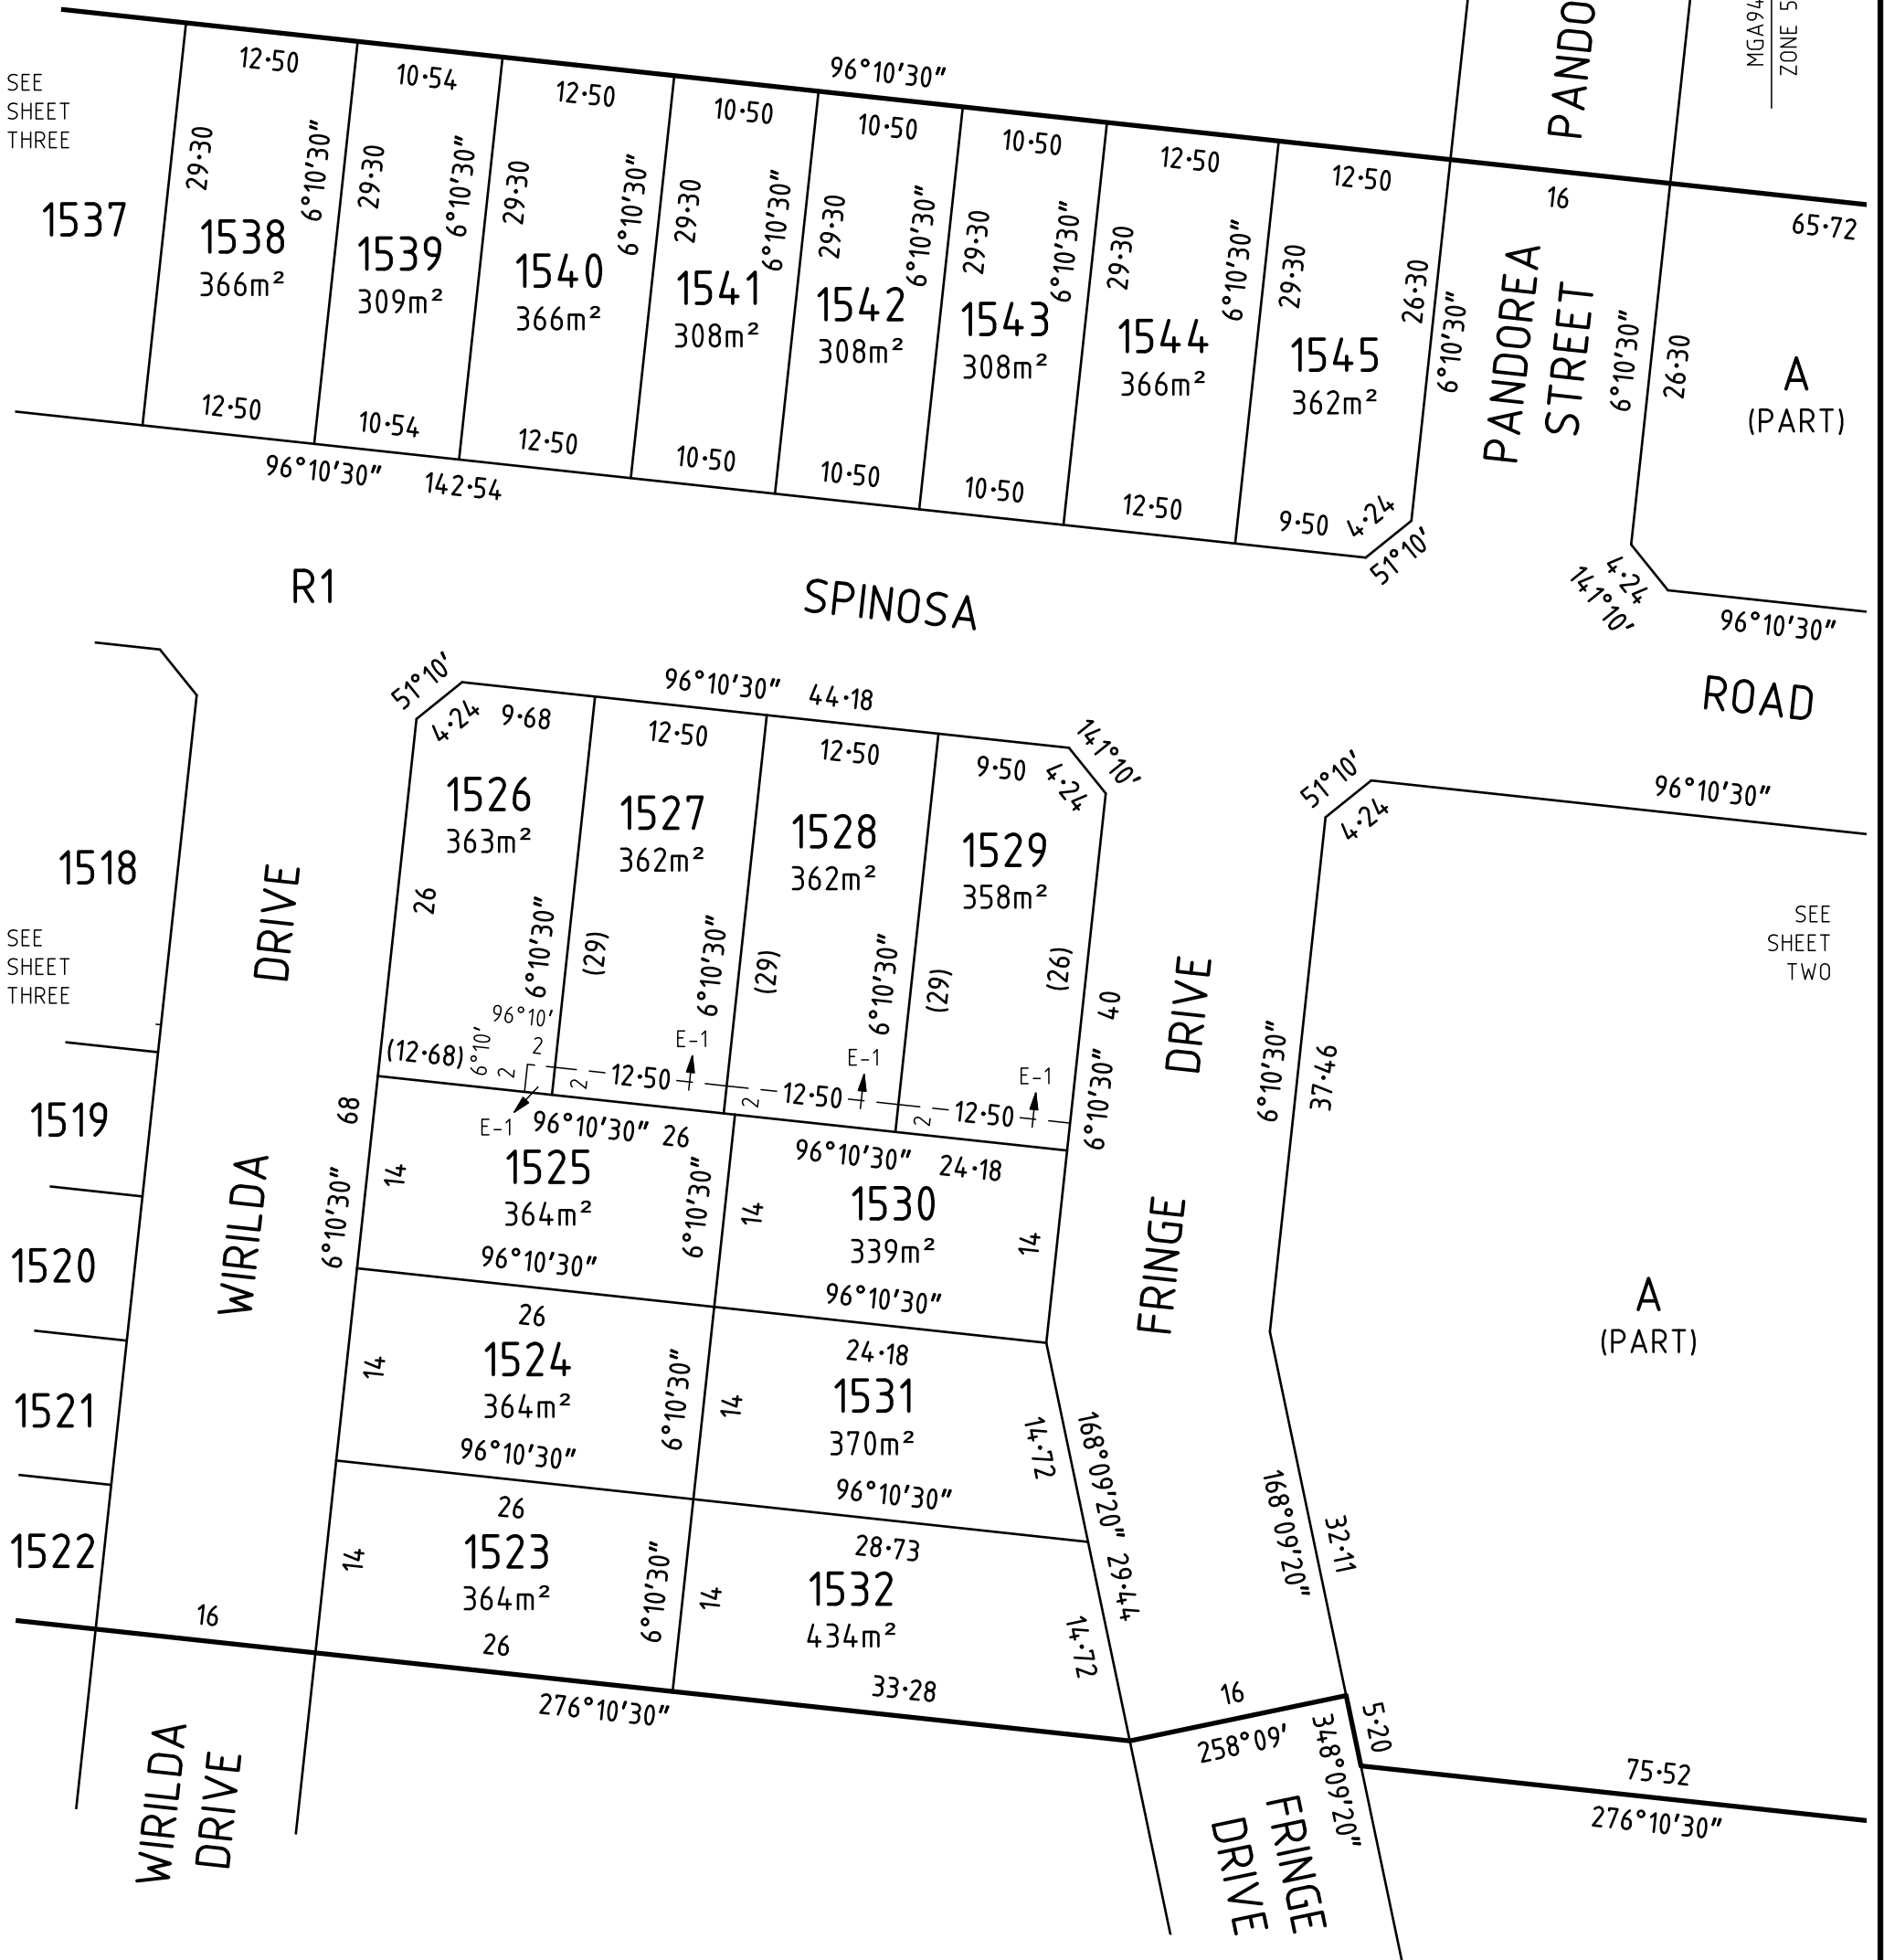 PANDO
MGA94
ZONE 5
96°10'30"
SEE
SHEET
THREE
1537
12·50
29·30
6°10'30"
1538
366m²
12·50
10·54
29·30
6°10'30"
1539
309m²
10·54
12·50
29·30
6°10'30"
1540
366m²
12·50
10·50
29·30
6°10'30"
1541
308m²
10·50
10·50
29·30
6°10'30"
1542
308m²
10·50
10·50
29·30
6°10'30"
1543
308m²
10·50
12·50
29·30
6°10'30"
1544
366m²
12·50
12·50
29·30
26·30
1545
362m²
9·50
4·24
51°10'
6°10'30"
16
PANDOREA
STREET
6°10'30"
26·30
65·72
A
(PART)
4·24
141°10'
96°10'30"
96°10'30" 142·54
R1
SPINOSA
ROAD
51°10'
4·24
9·68
96°10'30" 44·18
12·50
12·50
9·50
4·24
141°10'
1526
363m²
26
6°10'30"
1527
362m²
(29)
6°10'30"
1528
362m²
(29)
6°10'30"
1529
358m²
(29)
(26)
40
6°10'30"
(12·68)
6°10'
96°10'
2
2
2
12·50
E-1
2
12·50
E-1
2
12·50
E-1
E-1
51°10'
4·24
96°10'30"
SEE
SHEET
TWO
1518
SEE
SHEET
THREE
1519
1520
1521
1522
WIRILDA DRIVE
68
6°10'30"
96°10'30" 26
1525
364m²
14
6°10'30"
96°10'30"
96°10'30" 24·18
1530
339m²
14
14
96°10'30"
26
1524
364m²
14
6°10'30"
96°10'30"
24·18
1531
370m²
14
14·72
96°10'30"
26
1523
364m²
14
6°10'30"
26
28·73
1532
434m²
14
14·72
33·28
168°09'20" 29·44
FRINGE DRIVE
6°10'30"
37·46
168°09'20"
32·11
A
(PART)
16
276°10'30"
16
258°09'
5·20
348°09'20"
75·52
276°10'30"
WIRILDA
DRIVE
FRINGE
DRIVE